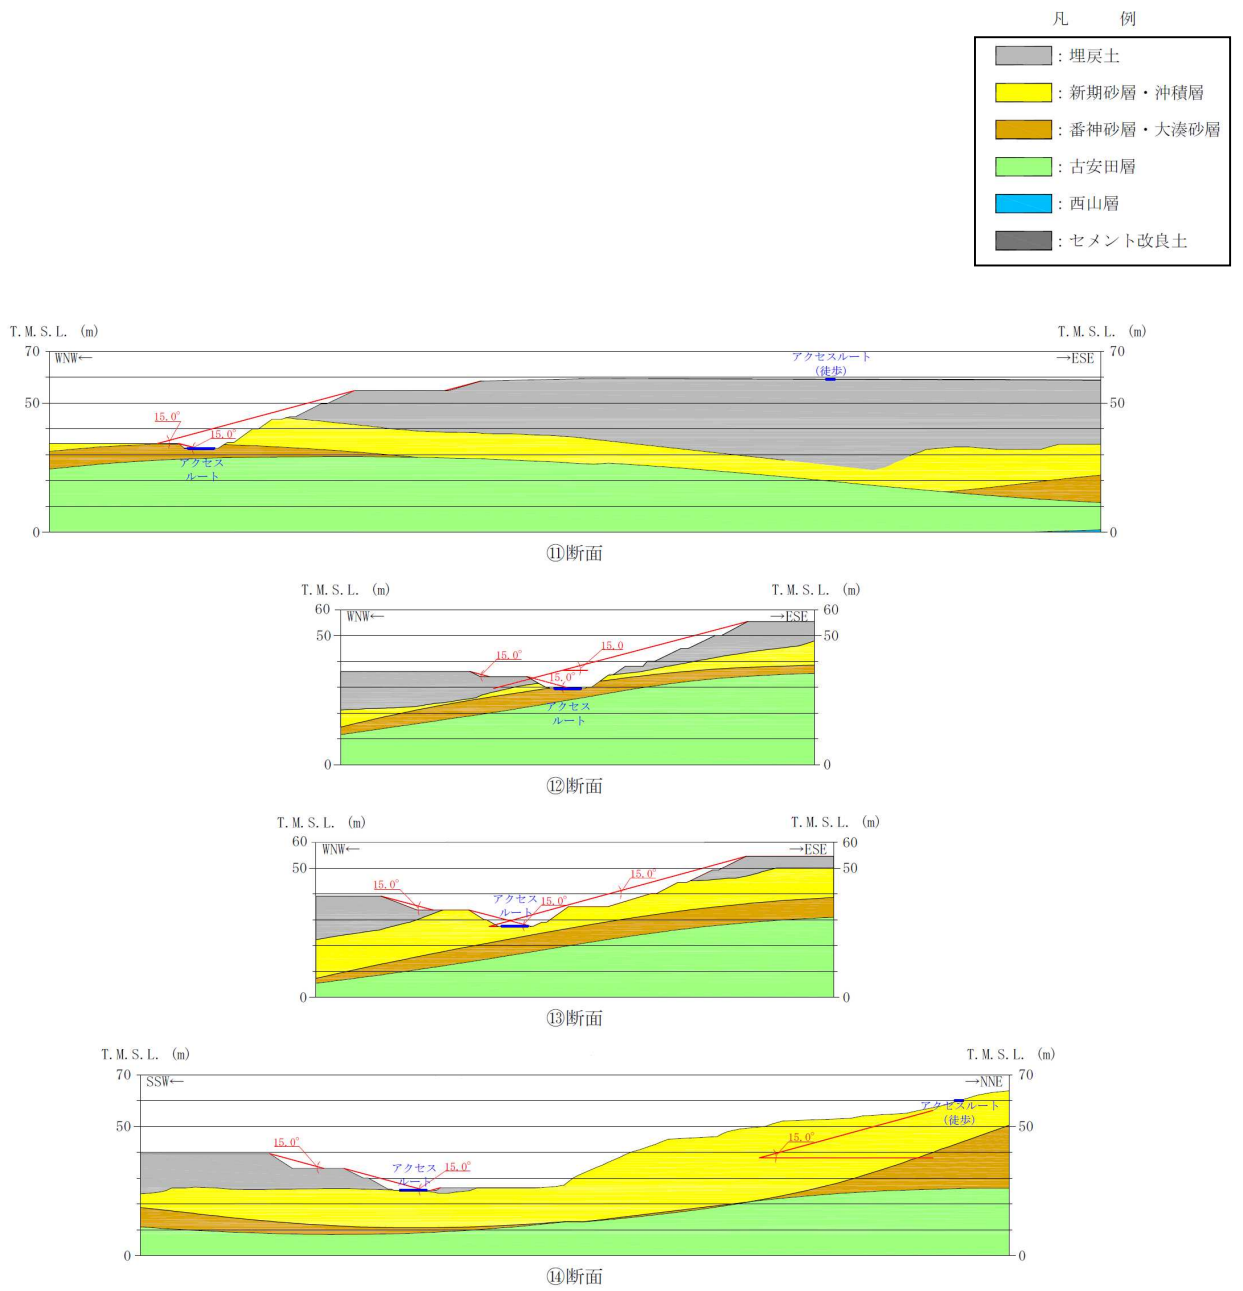 凡 例
：埋戻土
：新期砂層・沖積層
：番神砂層・大湊砂層
：古安田層
：西山層
：セメント改良土
T.M.S.L. (m)
T.M.S.L. (m)
70
WNW←
アクセスルート
（徒歩）
→ESE
70
50
50
15.0°
15.0°
アクセス
ルート
0
0
⑪断面
T.M.S.L. (m)
T.M.S.L. (m)
60
WNW←
→ESE
60
50
50
15.0°
15.0
15.0°
アクセス
ルート
0
0
⑫断面
T.M.S.L. (m)
T.M.S.L. (m)
60
WNW←
→ESE
60
50
50
15.0°
15.0°
アクセス
ルート
15.0°
0
0
⑬断面
T.M.S.L. (m)
T.M.S.L. (m)
70
SSW←
→NNE
70
アクセスルート
（徒歩）
50
50
15.0°
15.0°
アクセス
ルート
15.0°
0
0
⑭断面